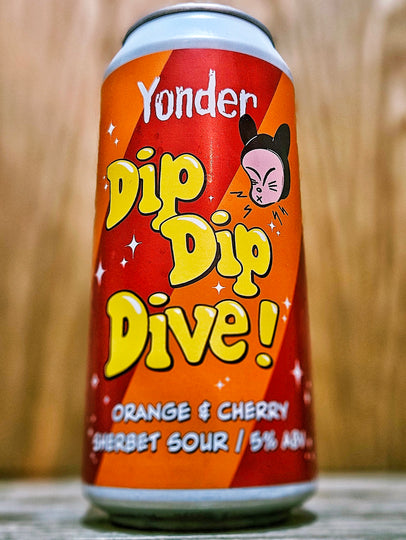 Yonder
Dip
Dip
Dive!
ORANGE & CHERRY
SHERBET SOUR / 5% ABV